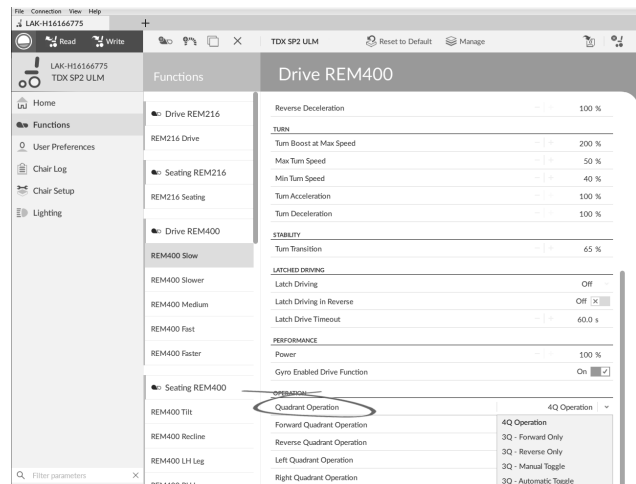 File Connection View Help
LAK-H16166775 +
Read Write TDX SP2 ULM Reset to Default Manage
LAK-H16166775
TDX SP2 ULM
Functions
Drive REM400
Home
Functions
User Preferences
Chair Log
Chair Setup
Lighting
Filter parameters
Drive REM216
REM216 Drive
Seating REM216
REM216 Seating
Drive REM400
REM400 Slow
REM400 Slower
REM400 Medium
REM400 Fast
REM400 Faster
Seating REM400
REM400 Tilt
REM400 Recline
REM400 LH Leg
Reverse Deceleration 100 %
TURN
Turn Boost at Max Speed 200 %
Max Turn Speed 50 %
Min Turn Speed 40 %
Turn Acceleration 100 %
Turn Deceleration 100 %
STABILITY
Turn Transition 65 %
LATCHED DRIVING
Latch Driving Off
Latch Driving in Reverse Off
Latch Drive Timeout 60.0 s
PERFORMANCE
Power 100 %
Gyro Enabled Drive Function On
OPERATION
Quadrant Operation 4Q Operation
Forward Quadrant Operation
Reverse Quadrant Operation
Left Quadrant Operation
Right Quadrant Operation
4Q Operation
3Q - Forward Only
3Q - Reverse Only
3Q - Manual Toggle
3Q - Automatic Toggle